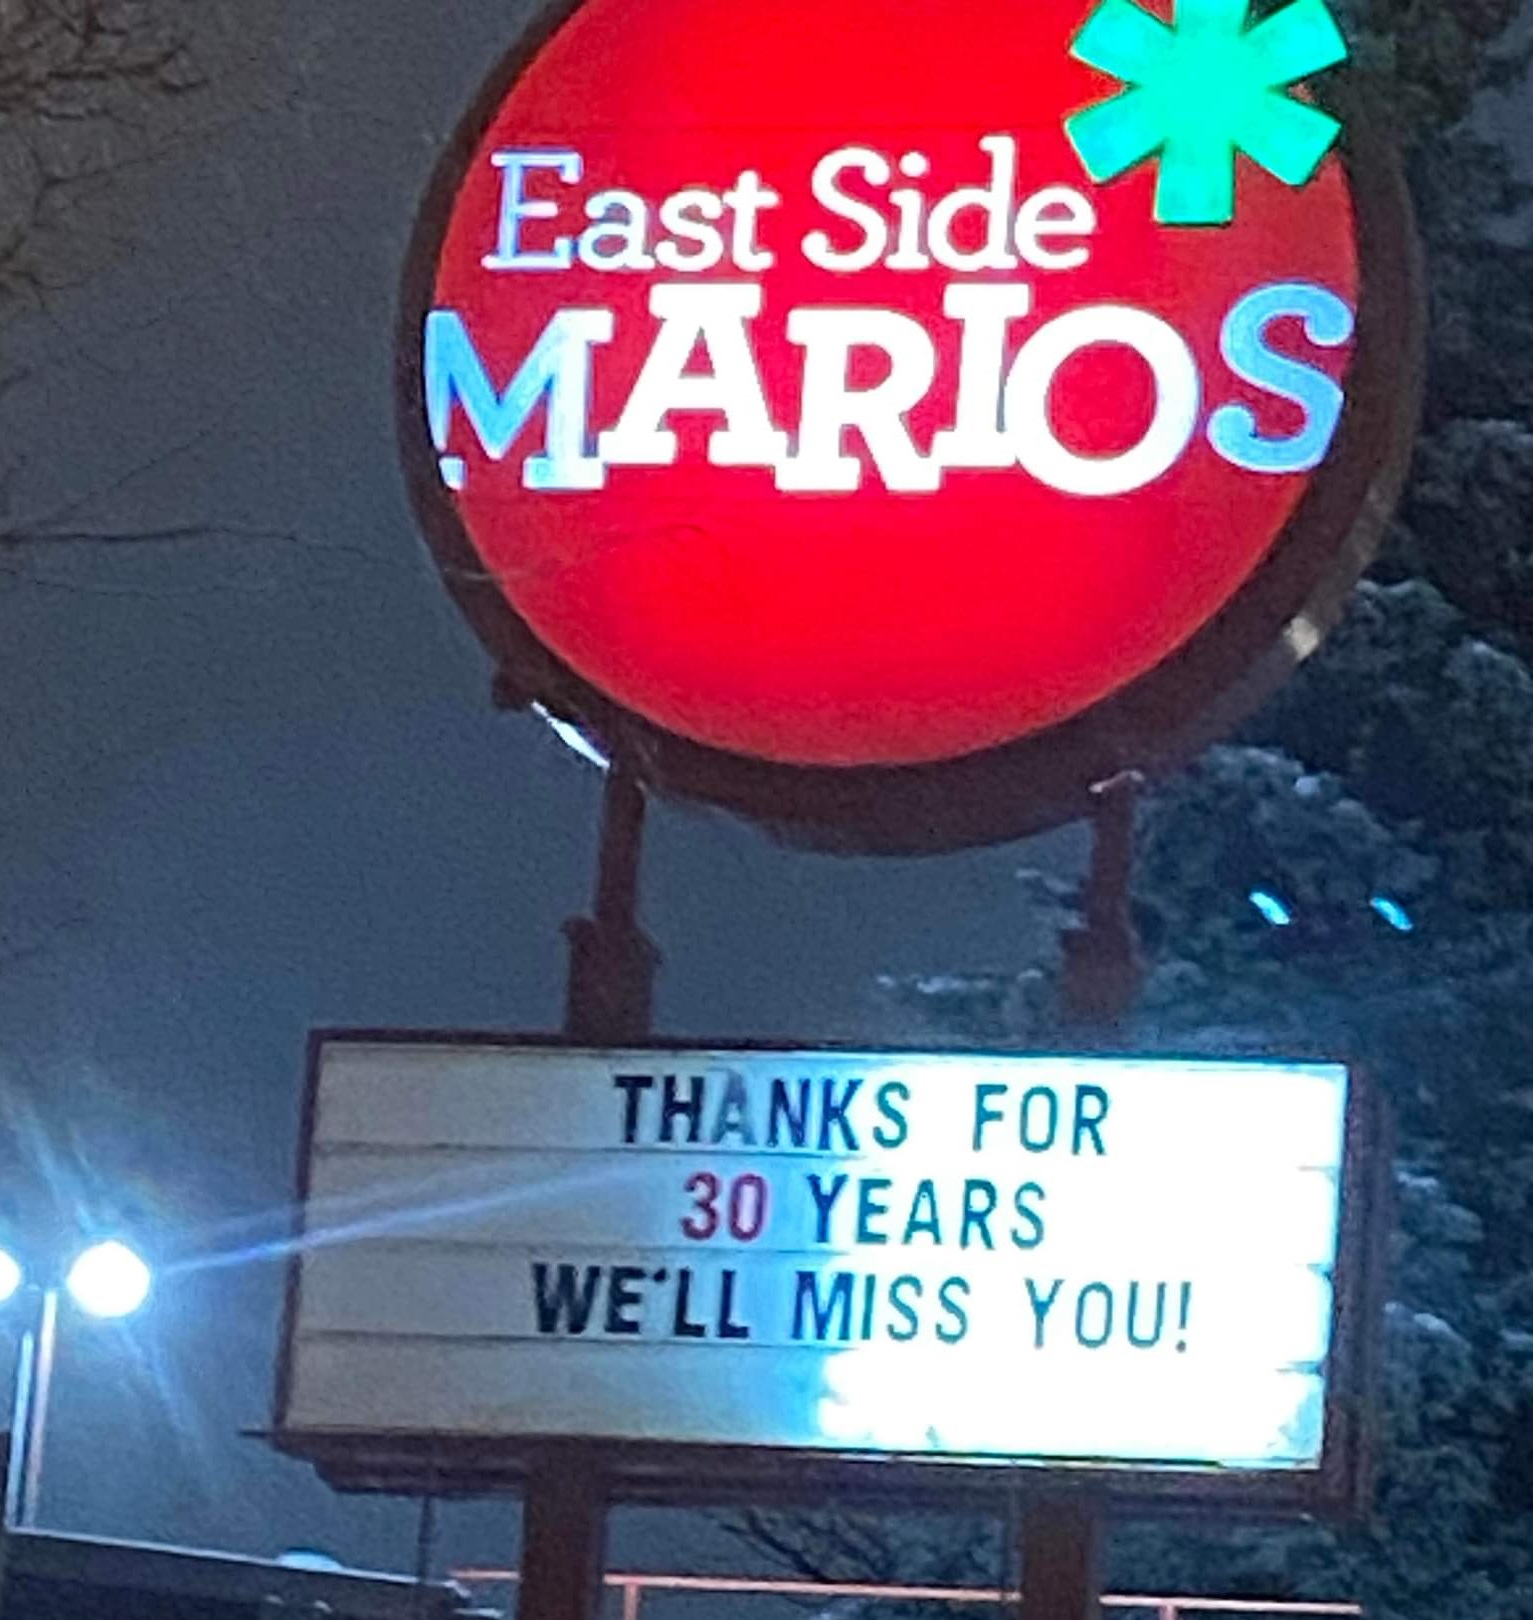 East Side
MARIOS
THANKS FOR
30 YEARS
WE'LL MISS YOU!